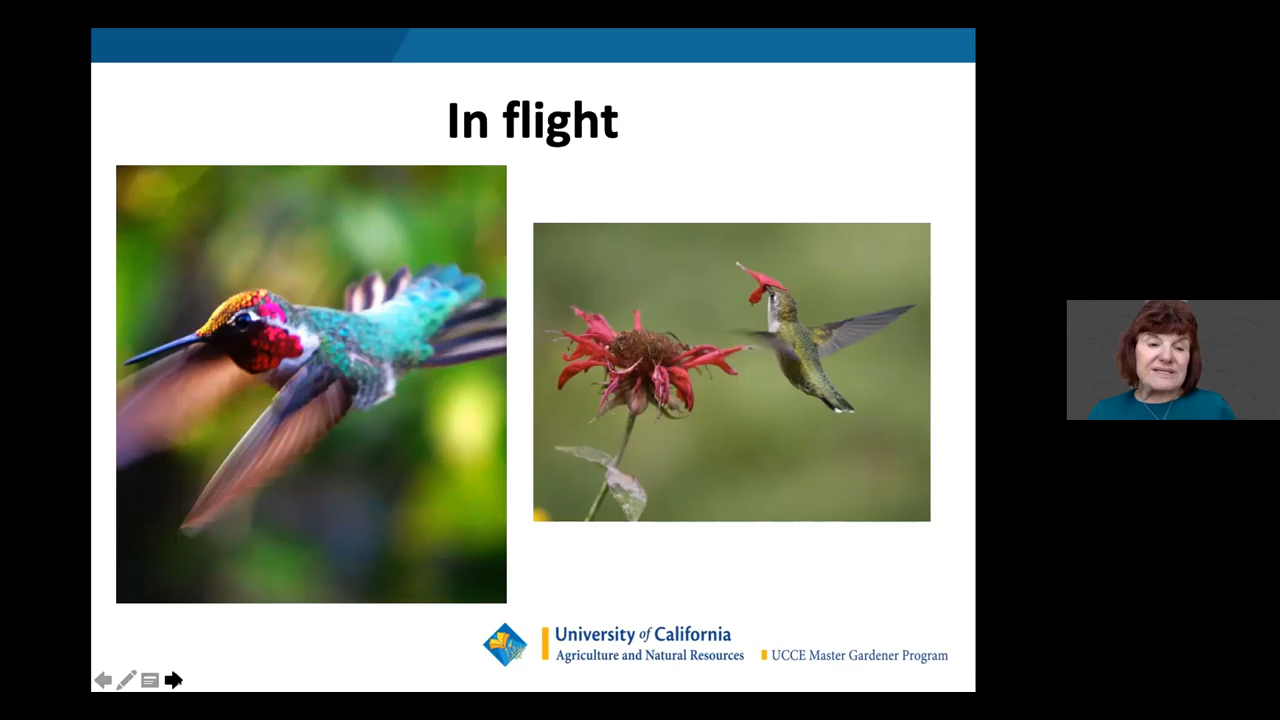 In flight
University of California
Agriculture and Natural Resources
UCCE Master Gardener Program